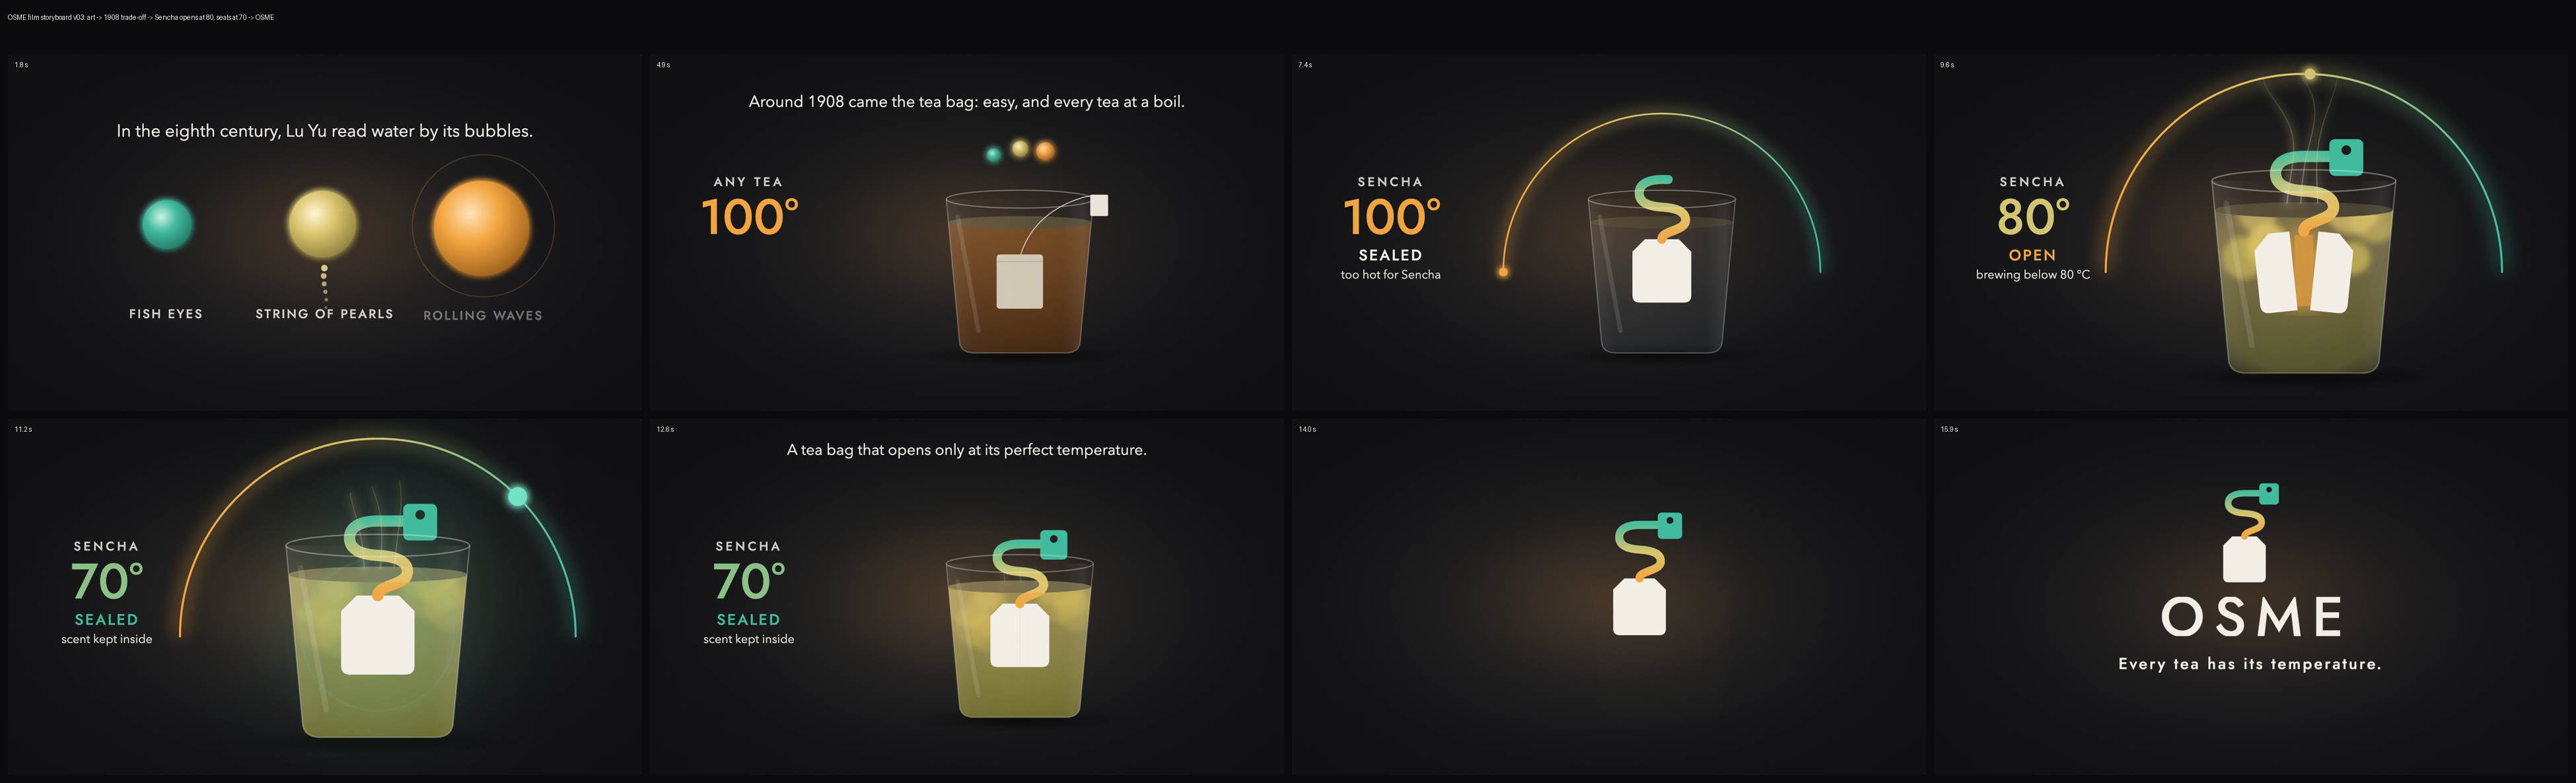 OSME film storyboard v03: art -> 1908 trade-off -> Sencha opens at 80, seals at 70 -> OSME
1.8 s
In the eighth century, Lu Yu read water by its bubbles.
FISH EYES
STRING OF PEARLS
ROLLING WAVES
4.9 s
Around 1908 came the tea bag: easy, and every tea at a boil.
ANY TEA
100°
7.4 s
SENCHA
100°
SEALED
too hot for Sencha
9.6 s
SENCHA
80°
OPEN
brewing below 80 °C
11.2 s
SENCHA
70°
SEALED
scent kept inside
12.6 s
A tea bag that opens only at its perfect temperature.
SENCHA
70°
SEALED
scent kept inside
14.0 s
15.9 s
OSME
Every tea has its temperature.